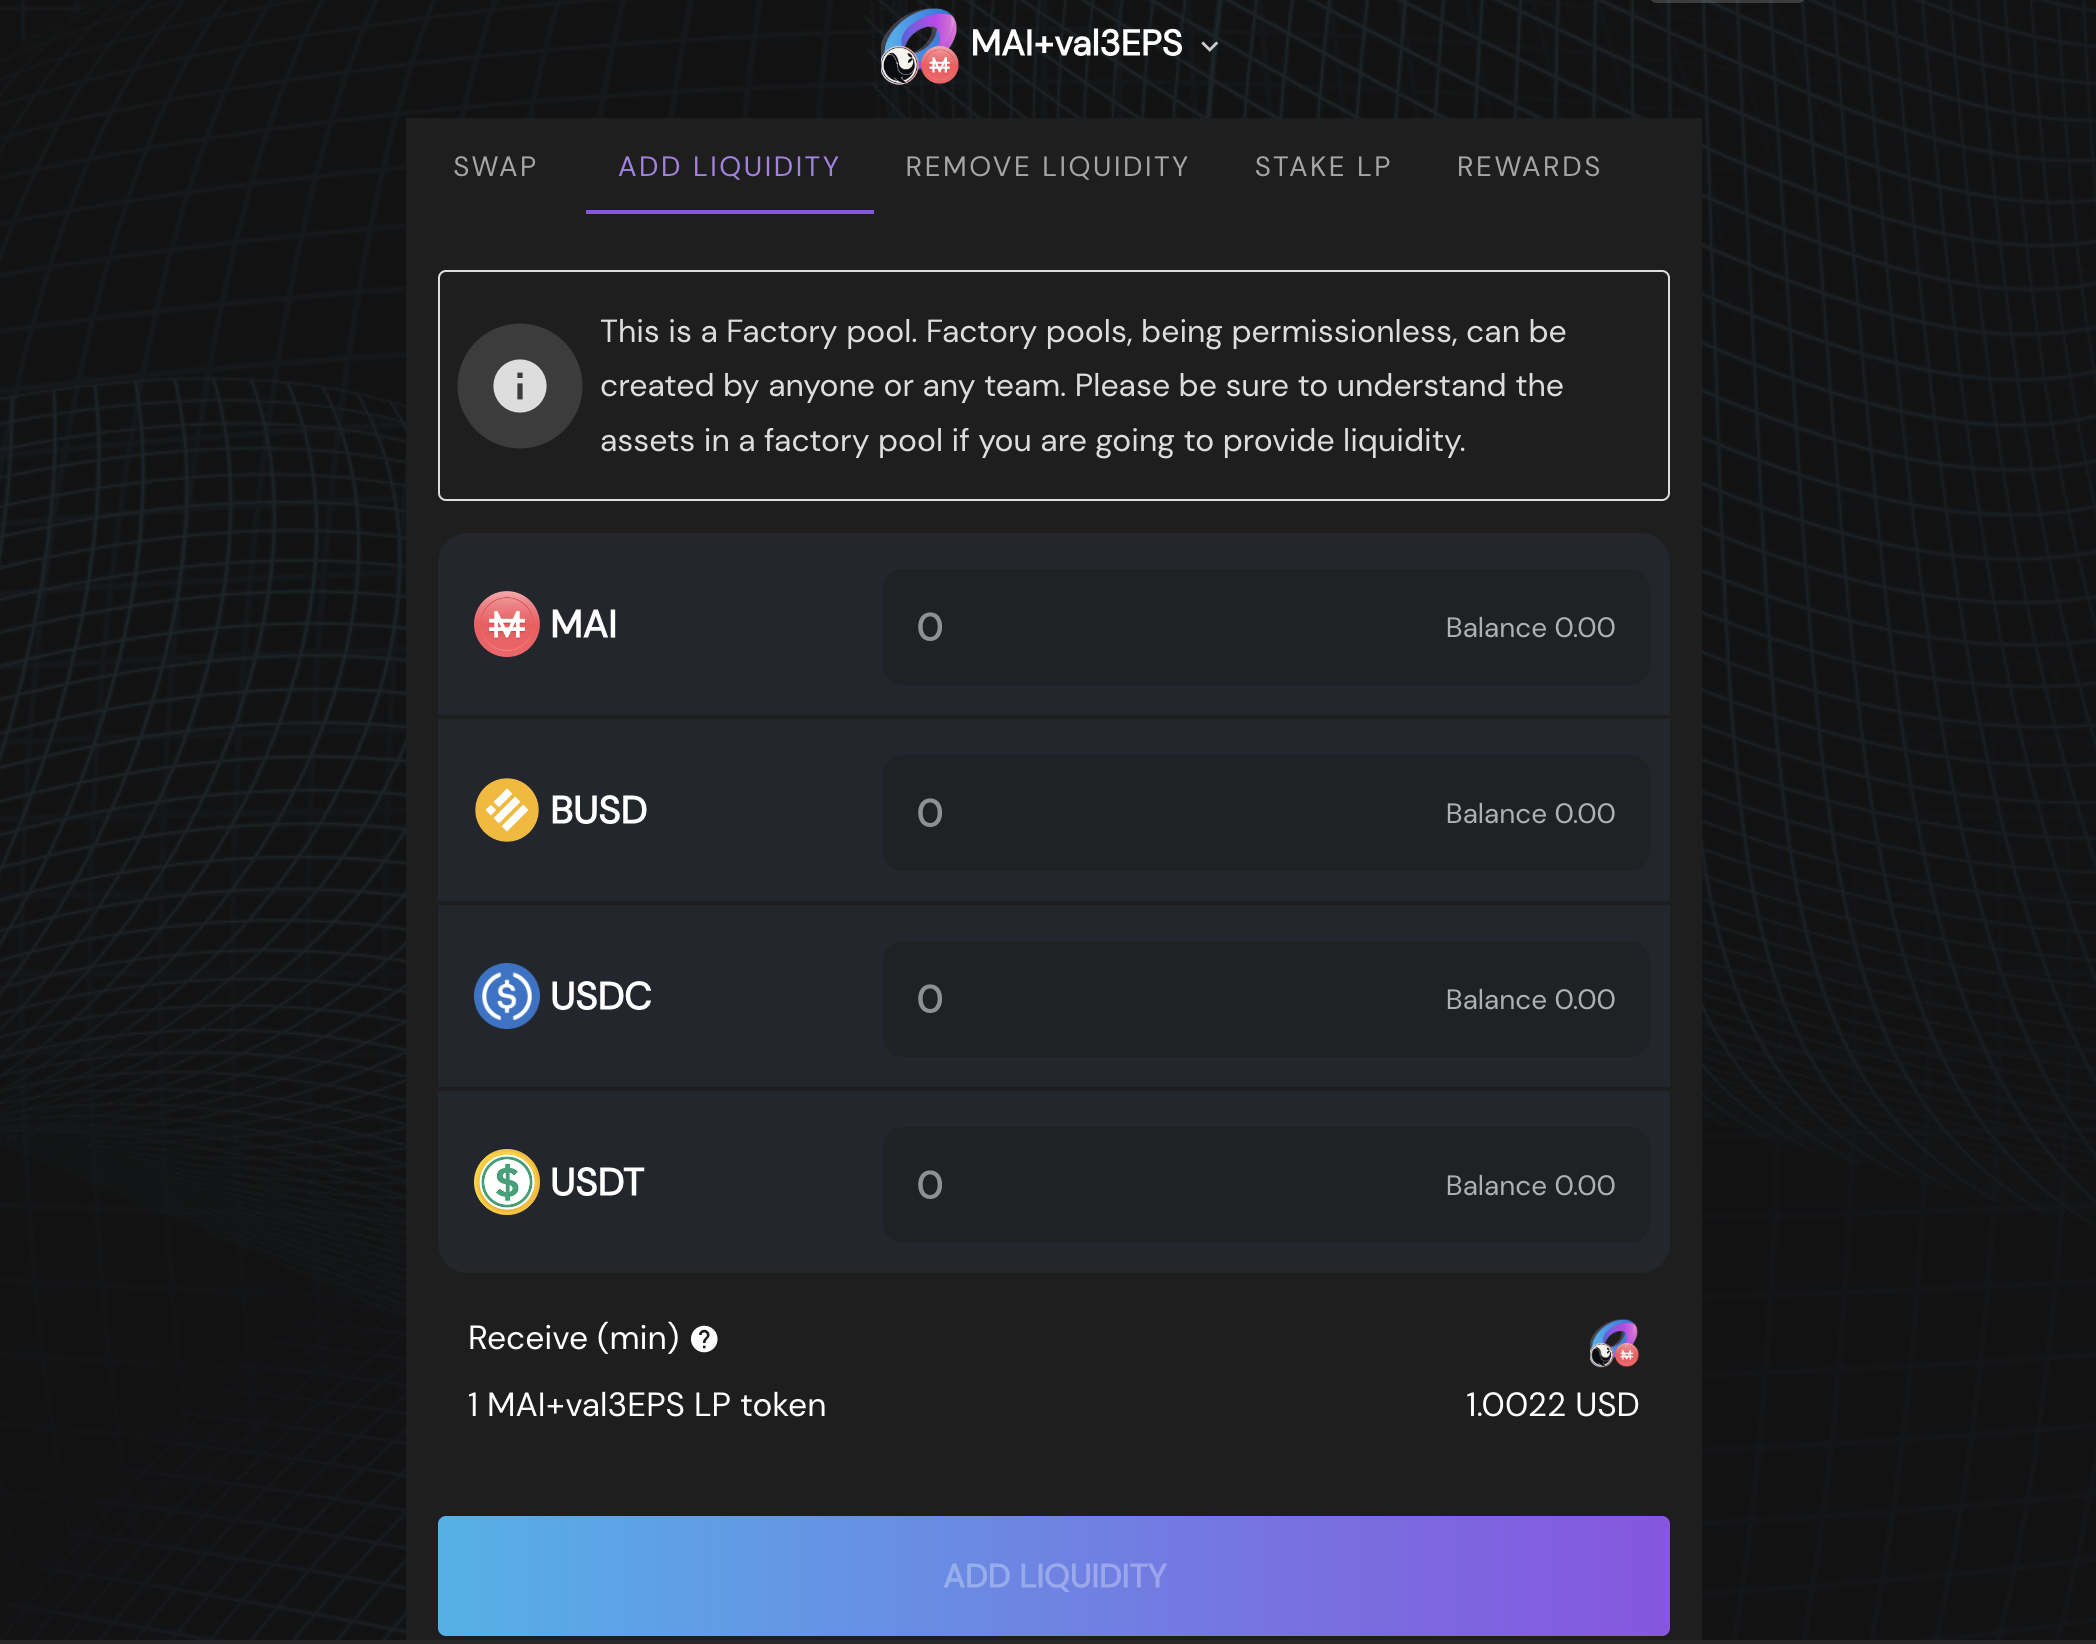 MAI+val3EPS
SWAP ADD LIQUIDITY REMOVE LIQUIDITY STAKE LP REWARDS
This is a Factory pool. Factory pools, being permissionless, can be
created by anyone or any team. Please be sure to understand the
assets in a factory pool if you are going to provide liquidity.
MAI 0 Balance 0.00
BUSD 0 Balance 0.00
USDC 0 Balance 0.00
USDT 0 Balance 0.00
Receive (min)
1 MAI+val3EPS LP token 1.0022 USD
ADD LIQUIDITY